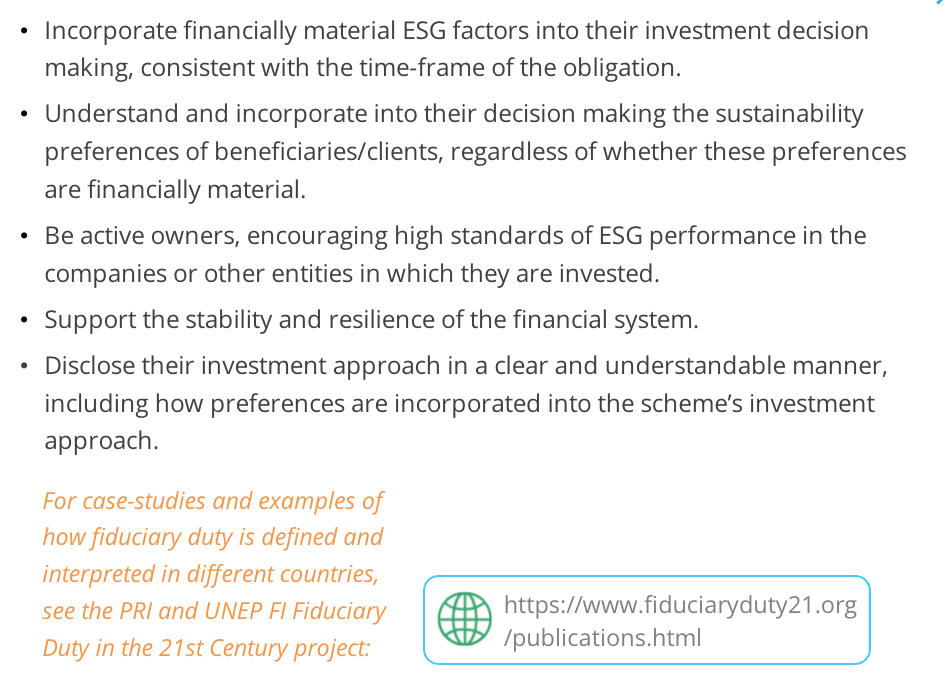 • Incorporate financially material ESG factors into their investment decision
making, consistent with the time-frame of the obligation.
• Understand and incorporate into their decision making the sustainability
preferences of beneficiaries/clients, regardless of whether these preferences
are financially material.
• Be active owners, encouraging high standards of ESG performance in the
companies or other entities in which they are invested.
• Support the stability and resilience of the financial system.
• Disclose their investment approach in a clear and understandable manner,
including how preferences are incorporated into the scheme’s investment
approach.
For case-studies and examples of
how fiduciary duty is defined and
interpreted in different countries,
see the PRI and UNEP FI Fiduciary
Duty in the 21st Century project:
https://www.fiduciaryduty21.org
/publications.html